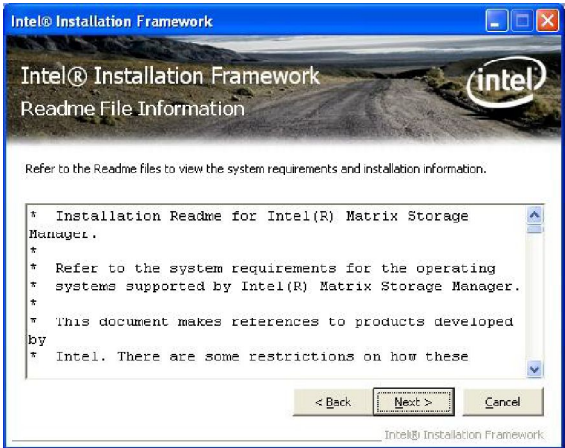 Intel® Installation Framework
Intel® Installation Framework
intel
Readme File Information
Refer to the Readme files to view the system requirements and installation information.
*   Installation Readme for Intel(R) Matrix Storage
Manager.
*
*   Refer to the system requirements for the operating
*   systems supported by Intel(R) Matrix Storage Manager.
*
*   This document makes references to products developed
by
*   Intel. There are some restrictions on how these
< Back
Next >
Cancel
Intel® Installation Framework